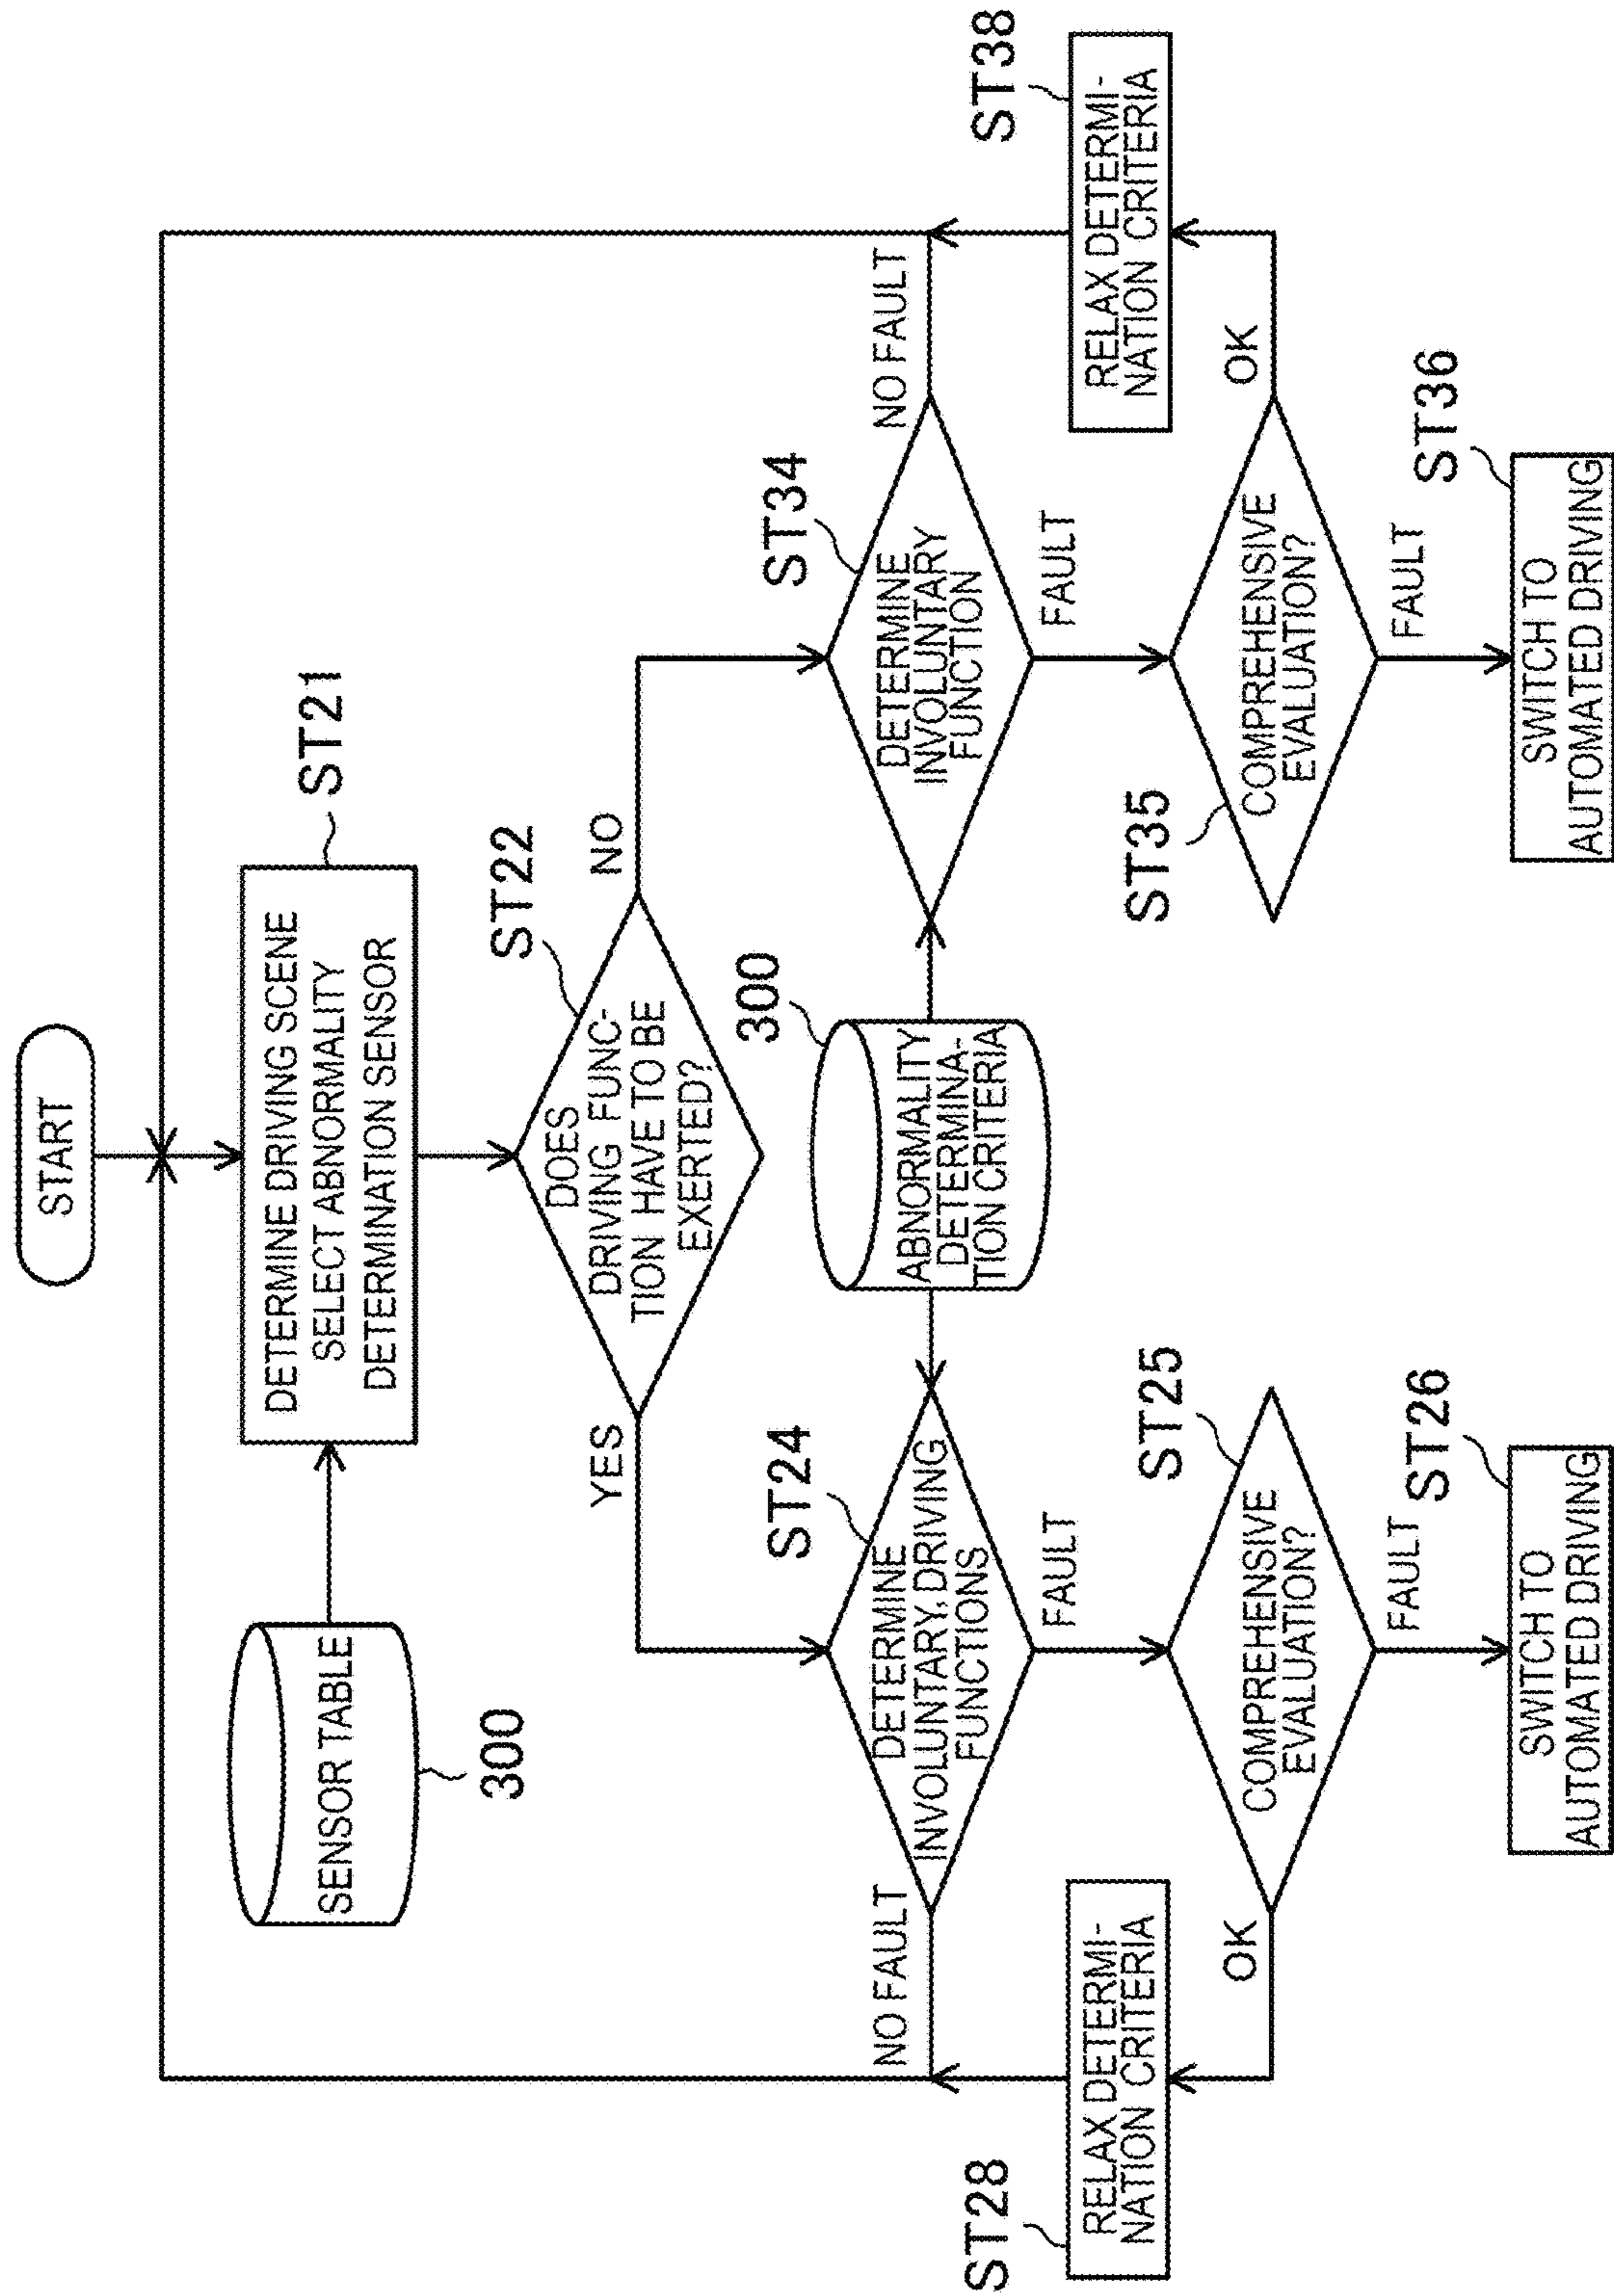 START
DETERMINE DRIVING SCENE
SELECT ABNORMALITY
DETERMINATION SENSOR
ST21
SENSOR TABLE
300
DOES
DRIVING FUNC-
TION HAVE TO BE
EXERTED?
ST22
YES
NO
ABNORMALITY
DETERMINA-
TION CRITERIA
300
DETERMINE
INVOLUNTARY, DRIVING
FUNCTIONS
ST24
NO FAULT
FAULT
DETERMINE
INVOLUNTARY
FUNCTION
ST34
NO FAULT
FAULT
RELAX DETERMI-
NATION CRITERIA
ST28
COMPREHENSIVE
EVALUATION?
ST25
OK
FAULT
COMPREHENSIVE
EVALUATION?
ST35
OK
FAULT
RELAX DETERMI-
NATION CRITERIA
ST38
SWITCH TO
AUTOMATED DRIVING
ST26
SWITCH TO
AUTOMATED DRIVING
ST36